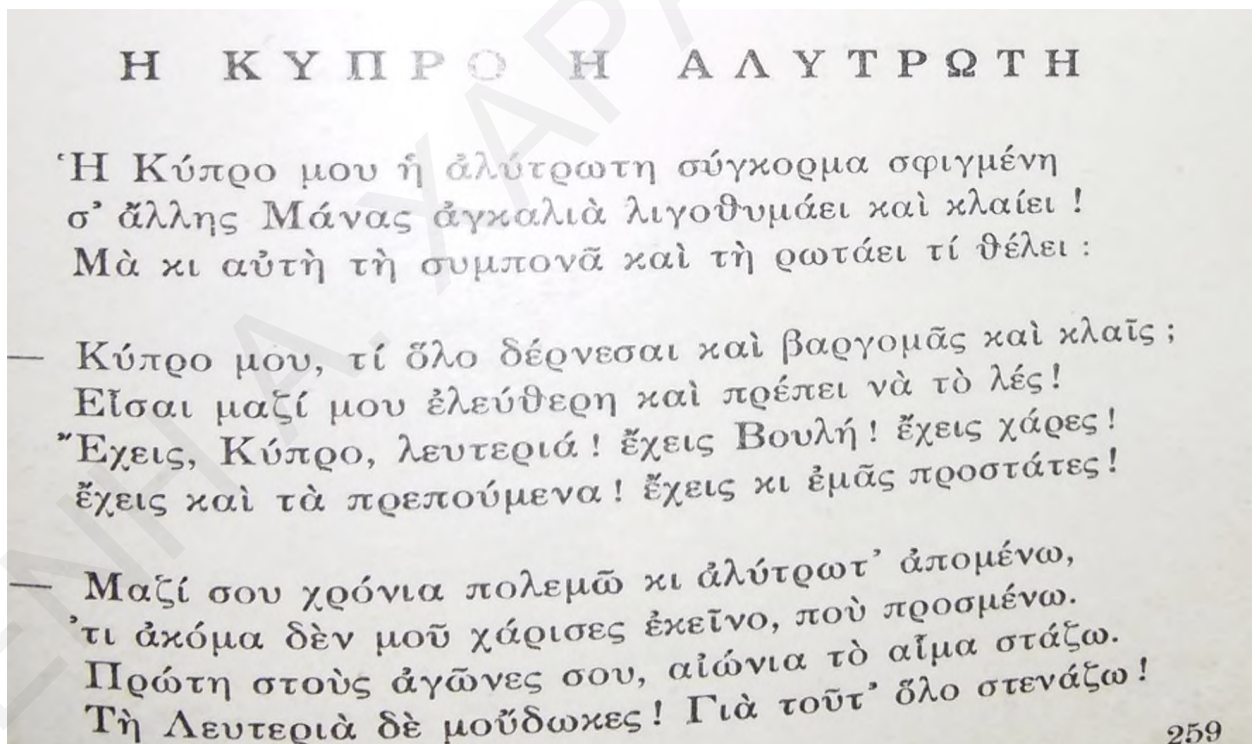 Η ΚΥΠΡΟ Η ΑΛΥΤΡΩΤΗ
Ἡ Κύπρο μου ἡ ἀλύτρωτη σύγκορμα σφιγμένη
σ’ ἄλλης Μάνας ἀγκαλιὰ λιγοθυμάει καὶ κλαίει !
Μὰ κι αὐτὴ τὴ συμπονᾶ καὶ τὴ ρωτάει τί θέλει :
— Κύπρο μου, τί ὅλο δέρνεσαι καὶ βαργομᾶς καὶ κλαῖς ;
Εἶσαι μαζί μου ἐλεύθερη καὶ πρέπει νὰ τὸ λές !
Ἔχεις, Κύπρο, λευτεριά ! ἔχεις Βουλή ! ἔχεις χάρες !
ἔχεις καὶ τὰ πρεπούμενα ! ἔχεις κι ἐμᾶς προστάτες !
— Μαζί σου χρόνια πολεμῶ κι ἀλύτρωτ’ ἀπομένω,
’τι ἀκόμα δὲν μοῦ χάρισες ἐκεῖνο, ποὺ προσμένω.
Πρώτη στοὺς ἀγῶνες σου, αἰώνια τὸ αἷμα στάζω.
Τὴ Λευτεριὰ δὲ μοὔδωκες ! Γιὰ τοῦτ’ ὅλο στενάζω !
259